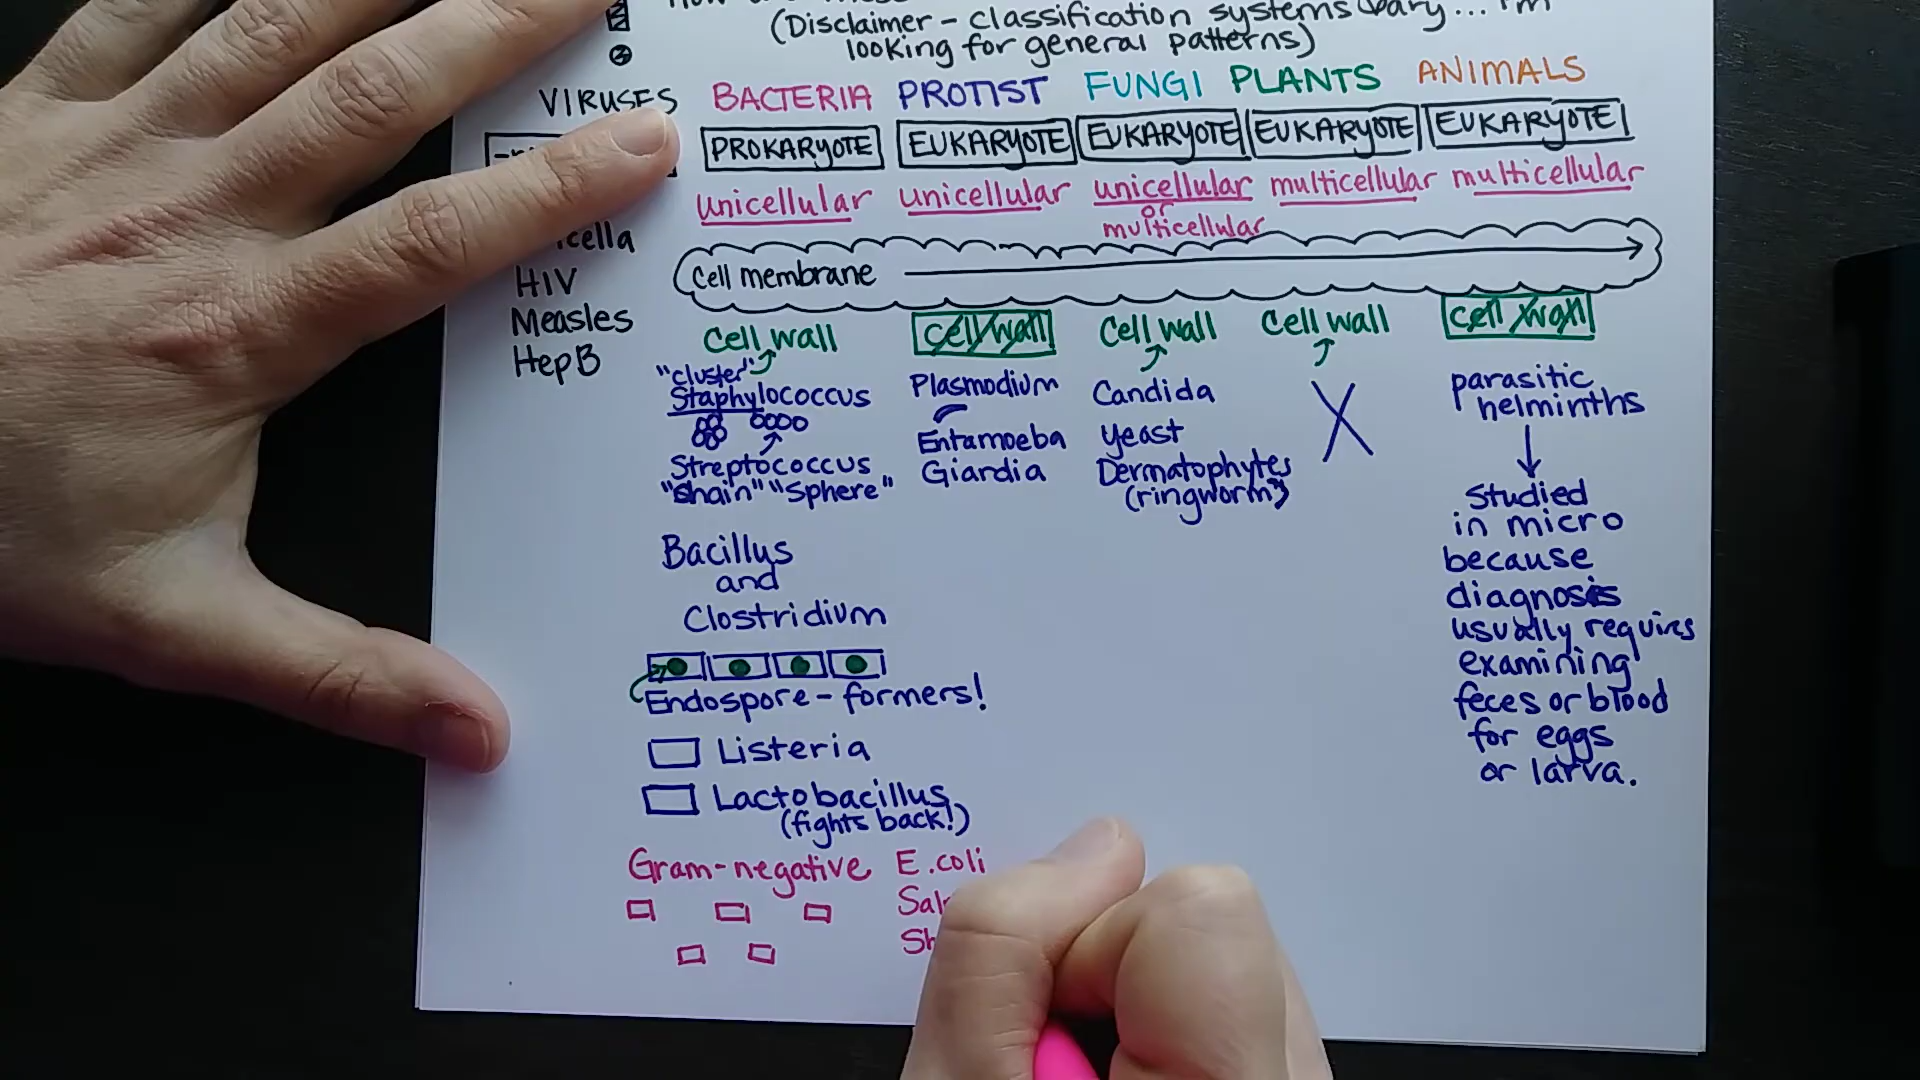 (Disclaimer - classification systems vary... I'm
looking for general patterns)
VIRUSES BACTERIA PROTIST FUNGI PLANTS ANIMALS
PROKARYOTE EUKARYOTE EUKARYOTE EUKARYOTE EUKARYOTE
unicellular unicellular unicellular multicellular multicellular
or
multicellular
Cell membrane
HIV
Measles
HepB
Cell wall
"cluster"
Staphylococcus
Streptococcus
"chain" "sphere"
Bacillus
and
Clostridium
Endospore-formers!
Listeria
Lactobacillus
(fights back!)
Gram-negative E.coli
cell wall
Plasmodium
Entamoeba
Giardia
Cell wall
Candida
Yeast
Dermatophytes
(ringworm)
Cell wall
X
cell wall
parasitic
helminths
Studied
in micro
because
diagnosis
usually requires
examining
feces or blood
for eggs
or larva.